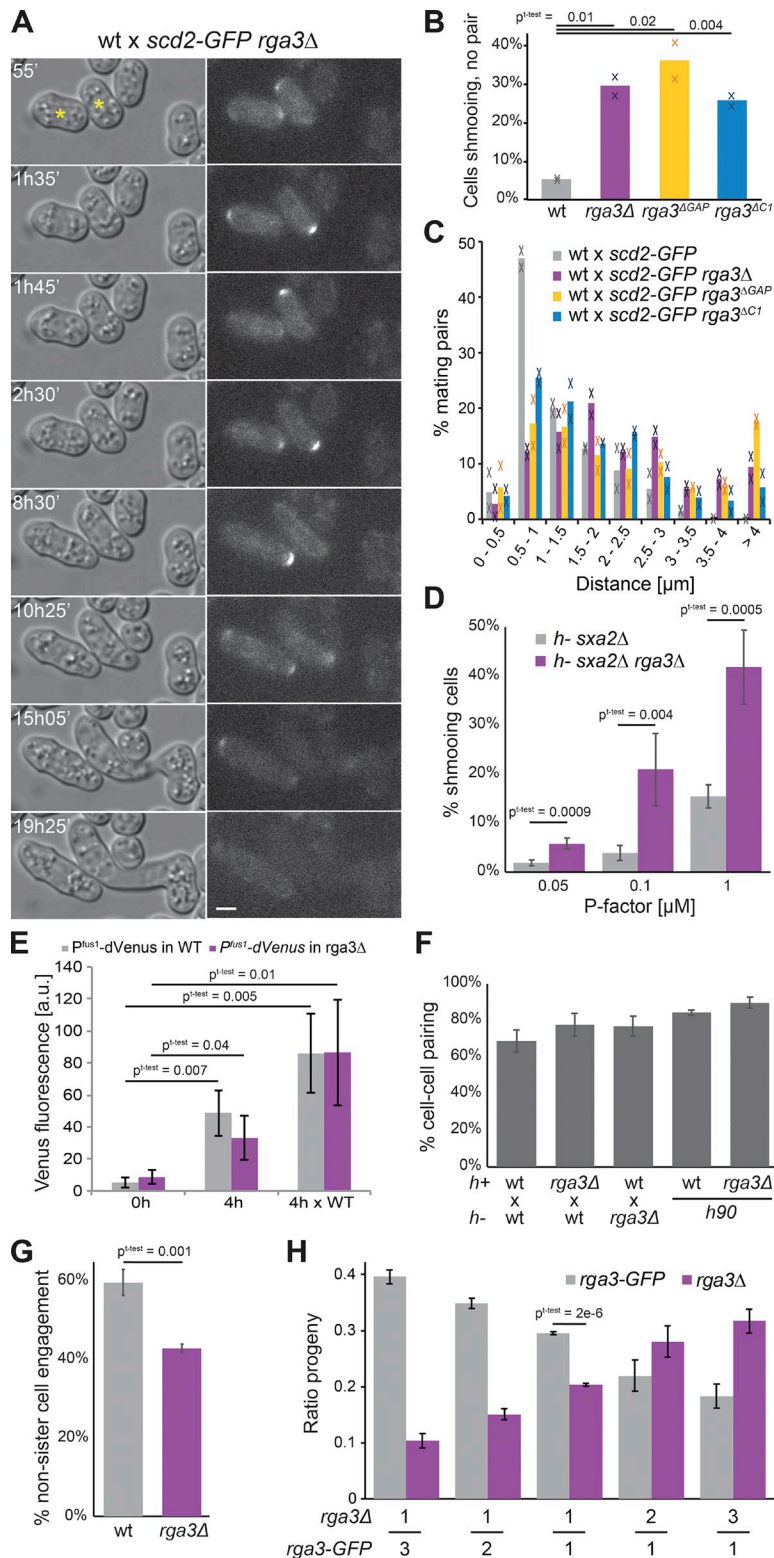 A
wt x scd2-GFP rga3Δ
55'
*
*
1h35'
1h45'
2h30'
8h30'
10h25'
15h05'
19h25'
B
p^t-test = 0.01
0.02
0.004
Cells shmooing, no pair
40%
30%
20%
10%
0%
wt rga3Δ rga3^ΔGAP rga3^ΔC1
C
% mating pairs
50
40
30
20
10
0
wt x scd2-GFP
wt x scd2-GFP rga3Δ
wt x scd2-GFP rga3^ΔGAP
wt x scd2-GFP rga3^ΔC1
0 - 0.5
0.5 - 1
1 - 1.5
1.5 - 2
2 - 2.5
2.5 - 3
3 - 3.5
3.5 - 4
> 4
Distance [µm]
D
% shmooing cells
50%
40%
50%
30%
20%
10%
0%
h- sxa2Δ
h- sxa2Δ rga3Δ
p^t-test = 0.0005
p^t-test = 0.004
p^t-test = 0.0009
0.05 0.1 1
P-factor [µM]
E
P^fus1-dVenus in WT P^fus1-dVenus in rga3Δ
Venus fluorescence [a.u.]
140
120
100
80
60
40
20
0
p^t-test = 0.01
p^t-test = 0.005
p^t-test = 0.04
p^t-test = 0.007
0h 4h 4h x WT
F
% cell-cell pairing
100%
80%
60%
80%
20%
0%
h+ wt rga3Δ wt wt rga3Δ
x x x
h- wt wt rga3Δ h90
G
% non-sister cell engagement
60%
40%
20%
0%
p^t-test = 0.001
wt rga3Δ
H
Ratio progeny
0.4
0.3
0.2
0.1
0
rga3-GFP rga3Δ
p^t-test = 2e-6
rga3Δ 1 1 1 2 3
rga3-GFP 3 2 1 1 1